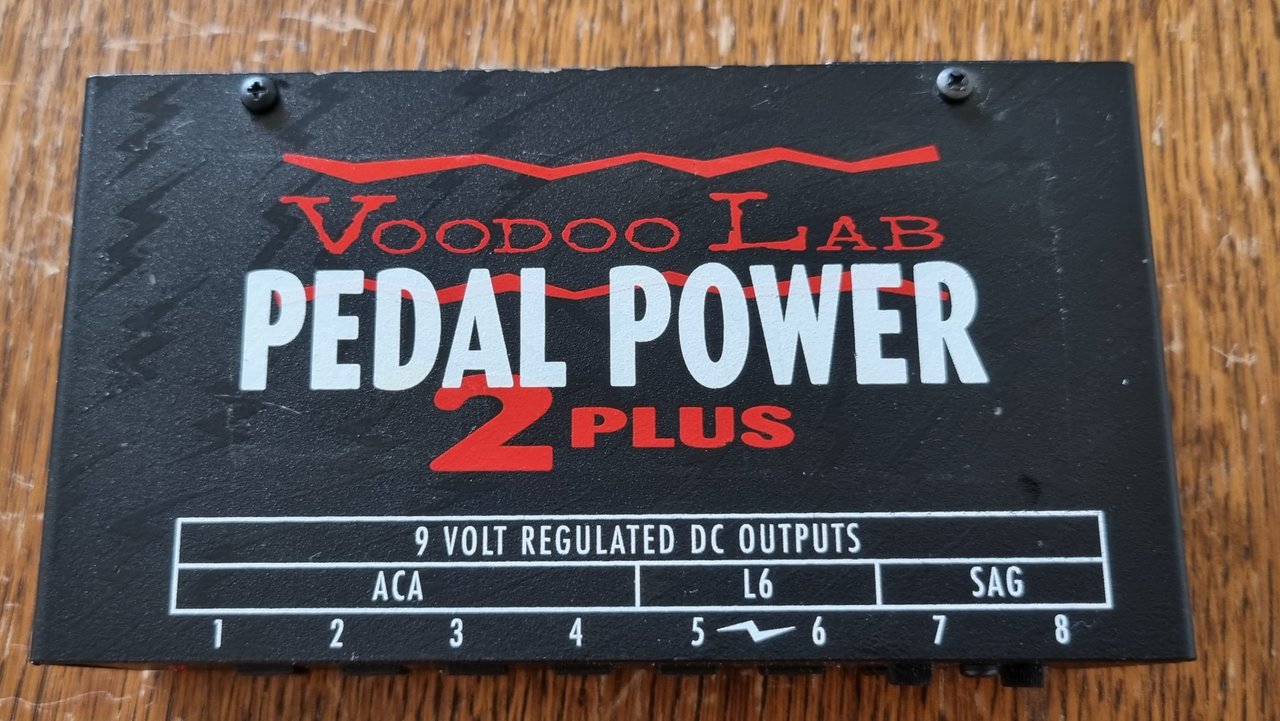 VOODOO LAB
PEDAL POWER
2 PLUS
9 VOLT REGULATED DC OUTPUTS
ACA L6 SAG
1 2 3 4 5 6 7 8